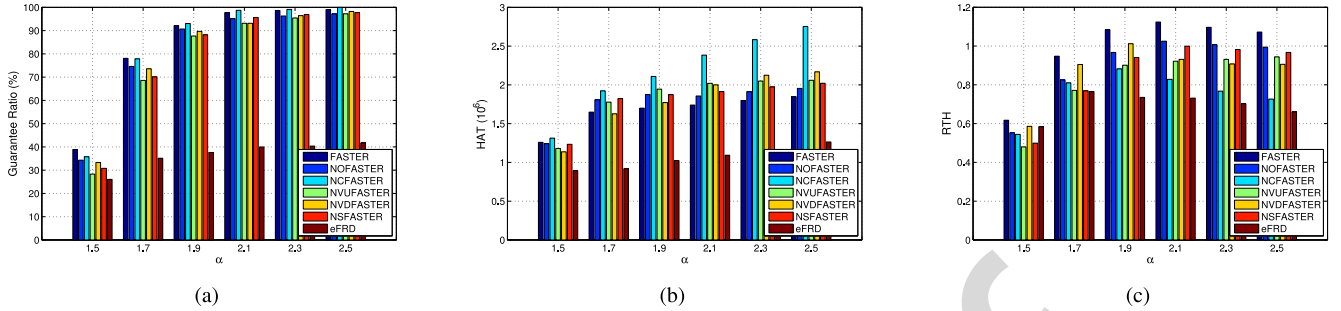 100
90
80
70
60
50
40
30
20
10
0
Guarantee Ratio (%)
1.5 1.7 1.9 2.1 2.3 2.5
α
FASTER
NOFASTER
NCFASTER
NVUFASTER
NVDFASTER
NSFASTER
eFRD
(a)
3
2.5
2
1.5
1
0.5
0
HAT (10⁶)
1.5 1.7 1.9 2.1 2.3 2.5
α
FASTER
NOFASTER
NCFASTER
NVUFASTER
NVDFASTER
NSFASTER
eFRD
(b)
1.2
1
0.8
0.6
0.4
0.2
0
RTH
1.5 1.7 1.9 2.1 2.3 2.5
α
FASTER
NOFASTER
NCFASTER
NVUFASTER
NVDFASTER
NSFASTER
eFRD
(c)